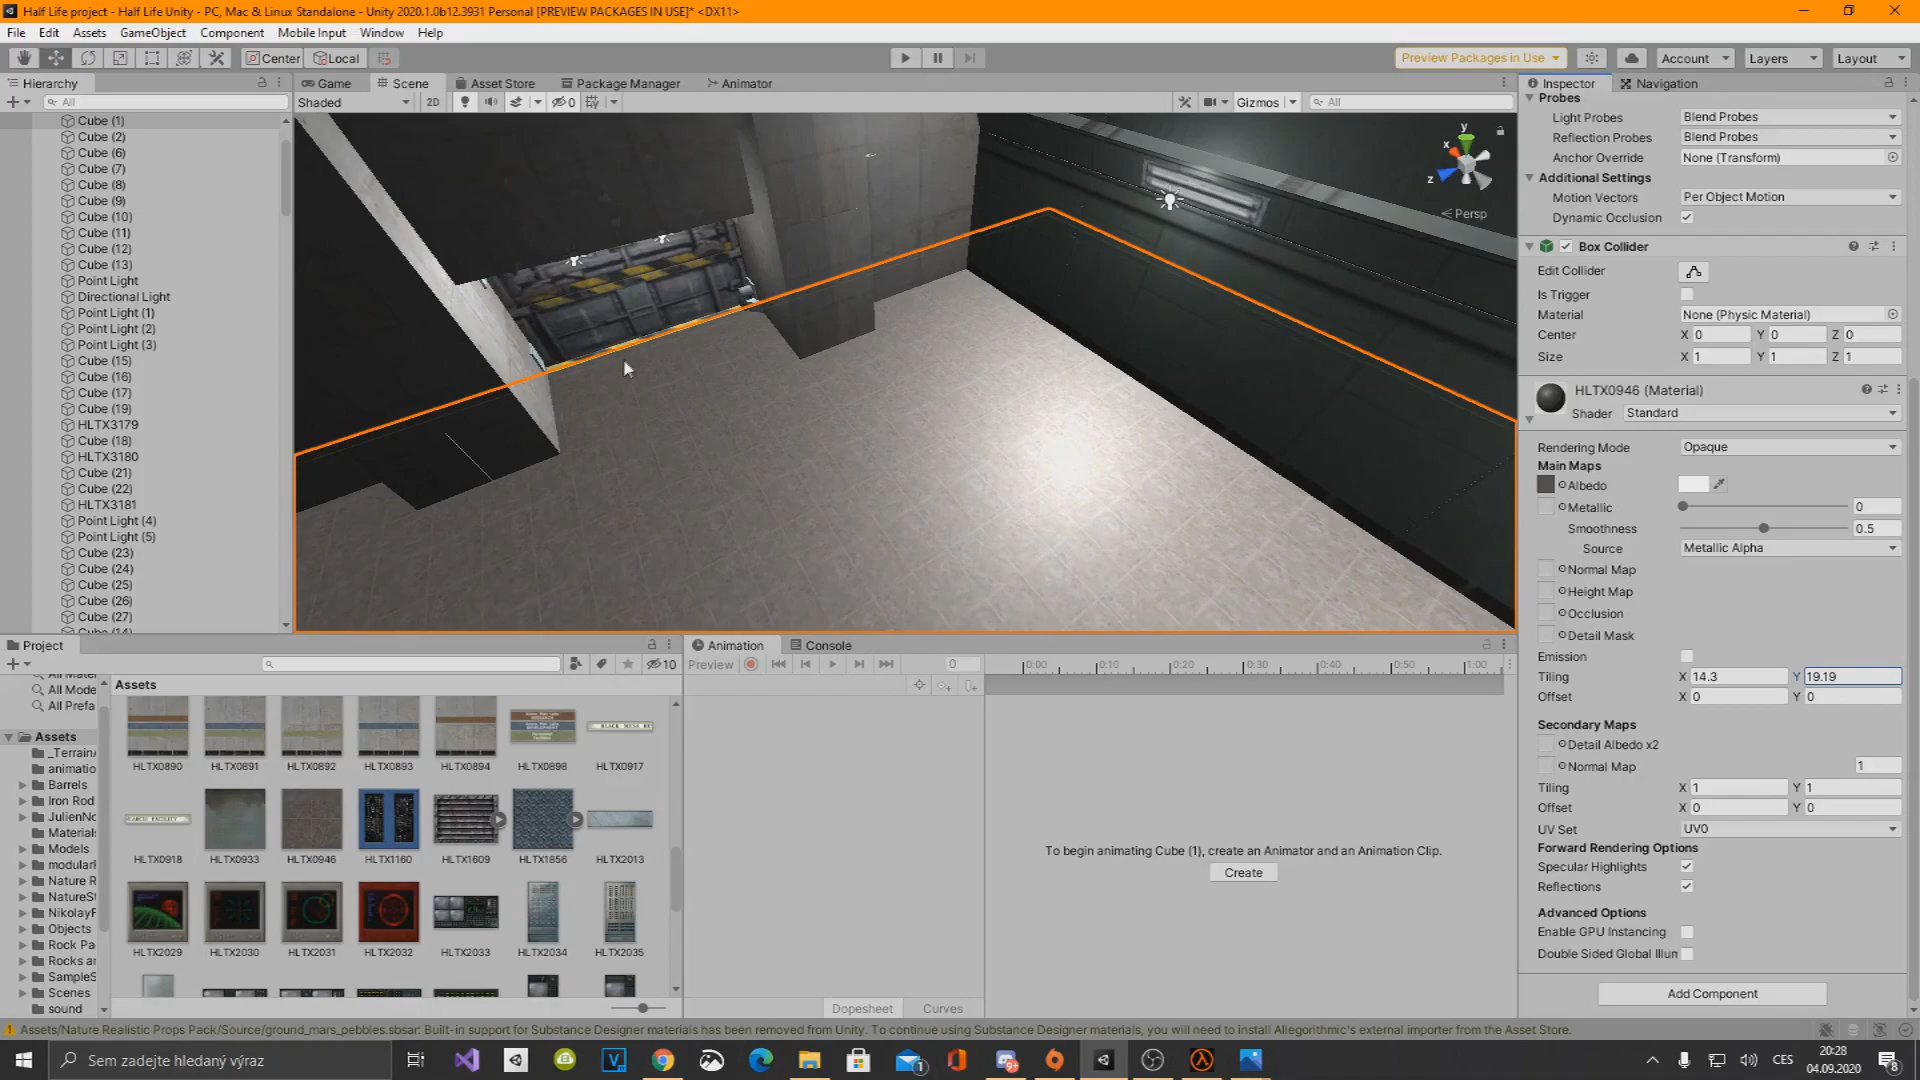 Half Life project - Half Life Unity - PC, Mac & Linux Standalone - Unity 2020.1.0b12.3931 Personal [PREVIEW PACKAGES IN USE]* <DX11>
File Edit Assets GameObject Component Mobile Input Window Help
Center Local Preview Packages in Use Account Layers Layout
Hierarchy Game Scene Asset Store Package Manager Animator Inspector Navigation
All Shaded 2D 0 Gizmos All
Cube (1)
Cube (2)
Cube (6)
Cube (7)
Cube (8)
Cube (9)
Cube (10)
Cube (11)
Cube (12)
Cube (13)
Point Light
Directional Light
Point Light (1)
Point Light (2)
Point Light (3)
Cube (15)
Cube (16)
Cube (17)
Cube (19)
HLTX3179
Cube (18)
HLTX3180
Cube (21)
Cube (22)
HLTX3181
Point Light (4)
Point Light (5)
Cube (23)
Cube (24)
Cube (25)
Cube (26)
Cube (27)
Cube (14)
y
x
z
Persp
Probes
Light Probes Blend Probes
Reflection Probes Blend Probes
Anchor Override None (Transform)
Additional Settings
Motion Vectors Per Object Motion
Dynamic Occlusion
Box Collider
Edit Collider
Is Trigger
Material None (Physic Material)
Center X 0 Y 0 Z 0
Size X 1 Y 1 Z 1
HLTX0946 (Material)
Shader Standard
Rendering Mode Opaque
Main Maps
Albedo
Metallic 0
Smoothness 0.5
Source Metallic Alpha
Normal Map
Height Map
Occlusion
Detail Mask
Emission
Tiling X 14.3 Y 19.19
Offset X 0 Y 0
Secondary Maps
Detail Albedo x2
Normal Map 1
Tiling X 1 Y 1
Offset X 0 Y 0
UV Set UV0
Forward Rendering Options
Specular Highlights
Reflections
Advanced Options
Enable GPU Instancing
Double Sided Global Illum
Add Component
Project
10
All Mate
All Mode
All Prefa
Assets
_Terrain
animatio
Barrels
Iron Rod
JulienNo
Material
Models
modular
Nature R
NatureSt
NikolayF
Objects
Rock Pa
Rocks a
SampleS
Scenes
sound
Assets
HLTX0890 HLTX0891 HLTX0892 HLTX0893 HLTX0894 HLTX0898 HLTX0917
HLTX0918 HLTX0933 HLTX0946 HLTX1160 HLTX1609 HLTX1856 HLTX2013
HLTX2029 HLTX2030 HLTX2031 HLTX2032 HLTX2033 HLTX2034 HLTX2035
Animation Console
Preview 0 0:00 0:10 0:20 0:30 0:40 0:50 1:00
To begin animating Cube (1), create an Animator and an Animation Clip.
Create
Dopesheet Curves
Assets/Nature Realistic Props Pack/Source/ground_mars_pebbles.sbsar: Built-in support for Substance Designer materials has been removed from Unity. To continue using Substance Designer materials, you will need to install Allegorithmic's external importer from the Asset Store.
Sem zadejte hledaný výraz
1
9+
CES
20:28
04.09.2020
8